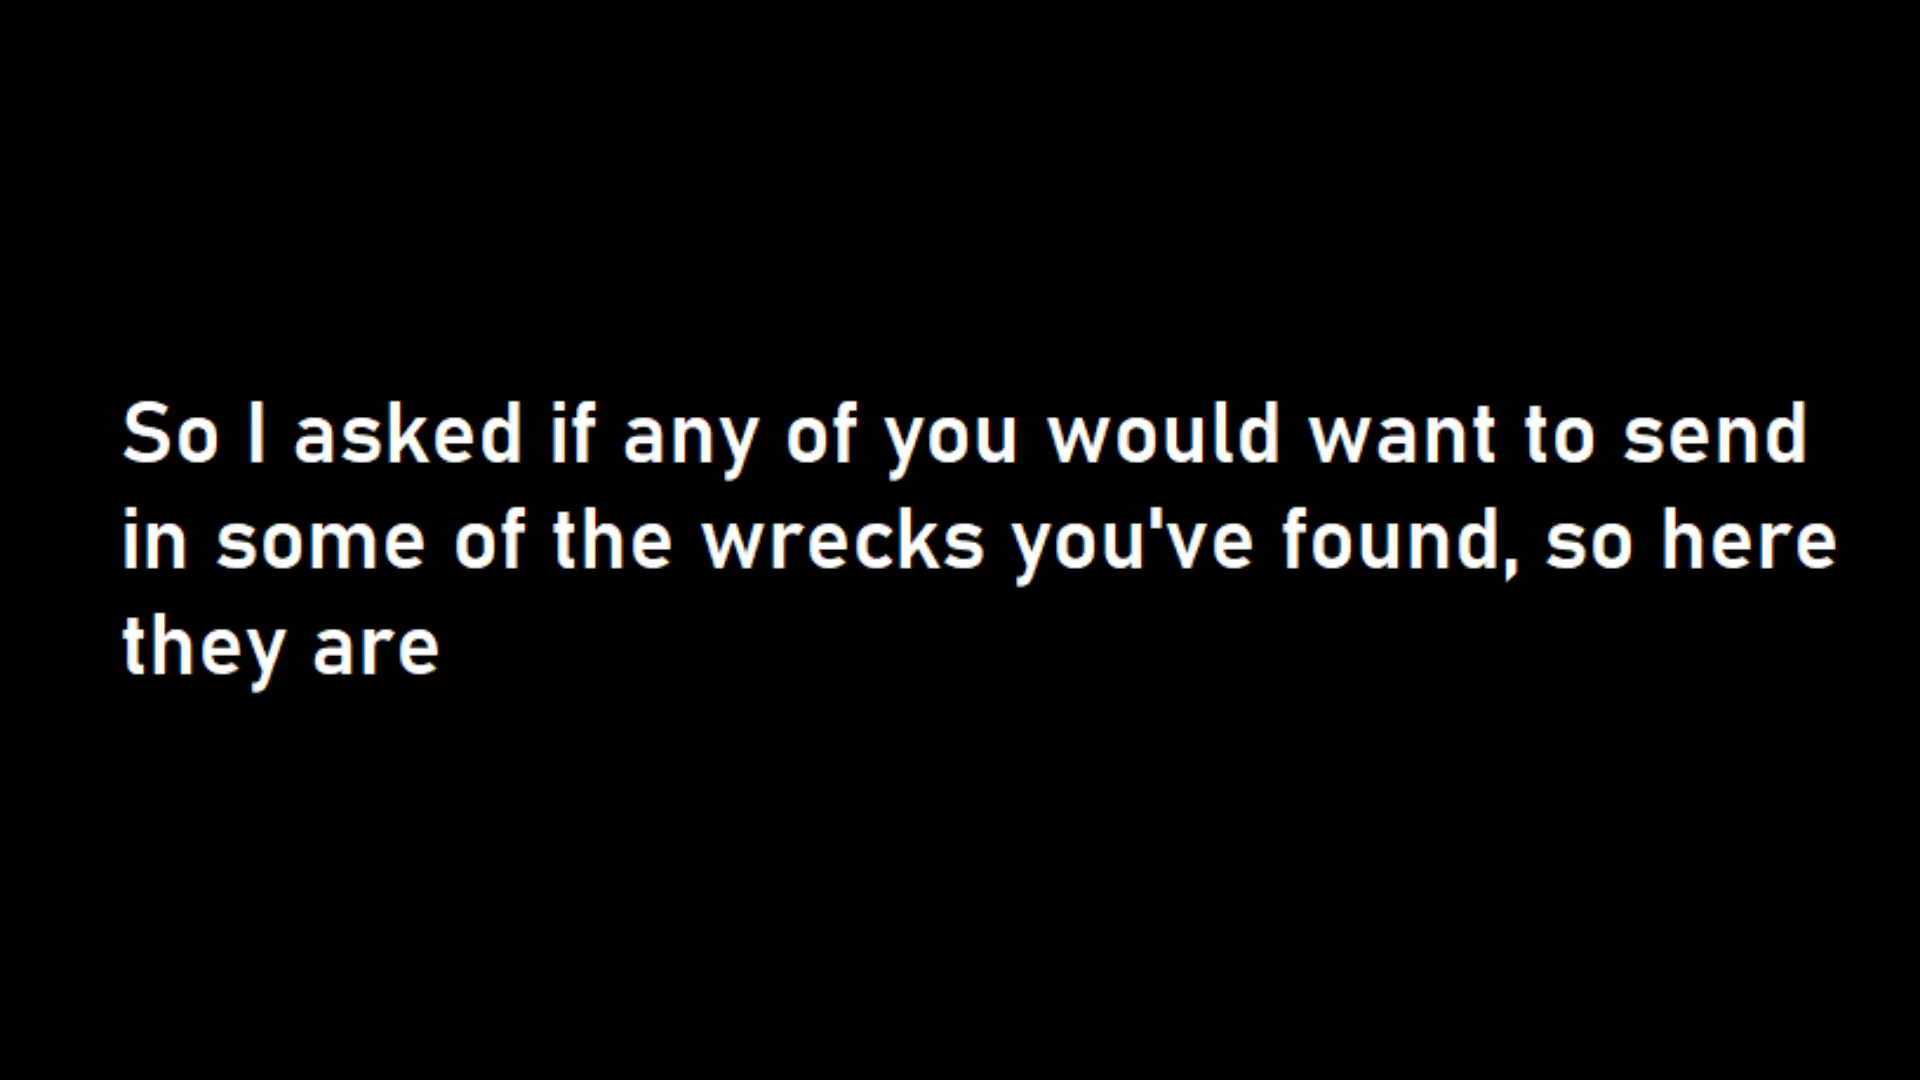 So I asked if any of you would want to send
in some of the wrecks you've found, so here
they are